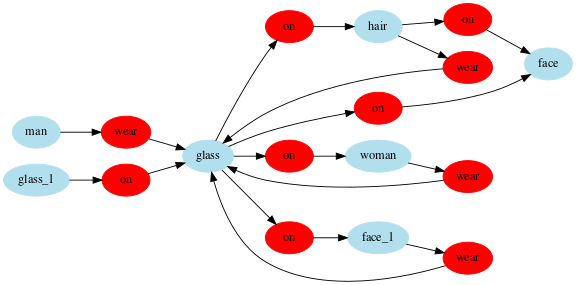 on
hair
on
face
wear
on
man
wear
glass
on
woman
glass_1
on
wear
on
face_1
wear